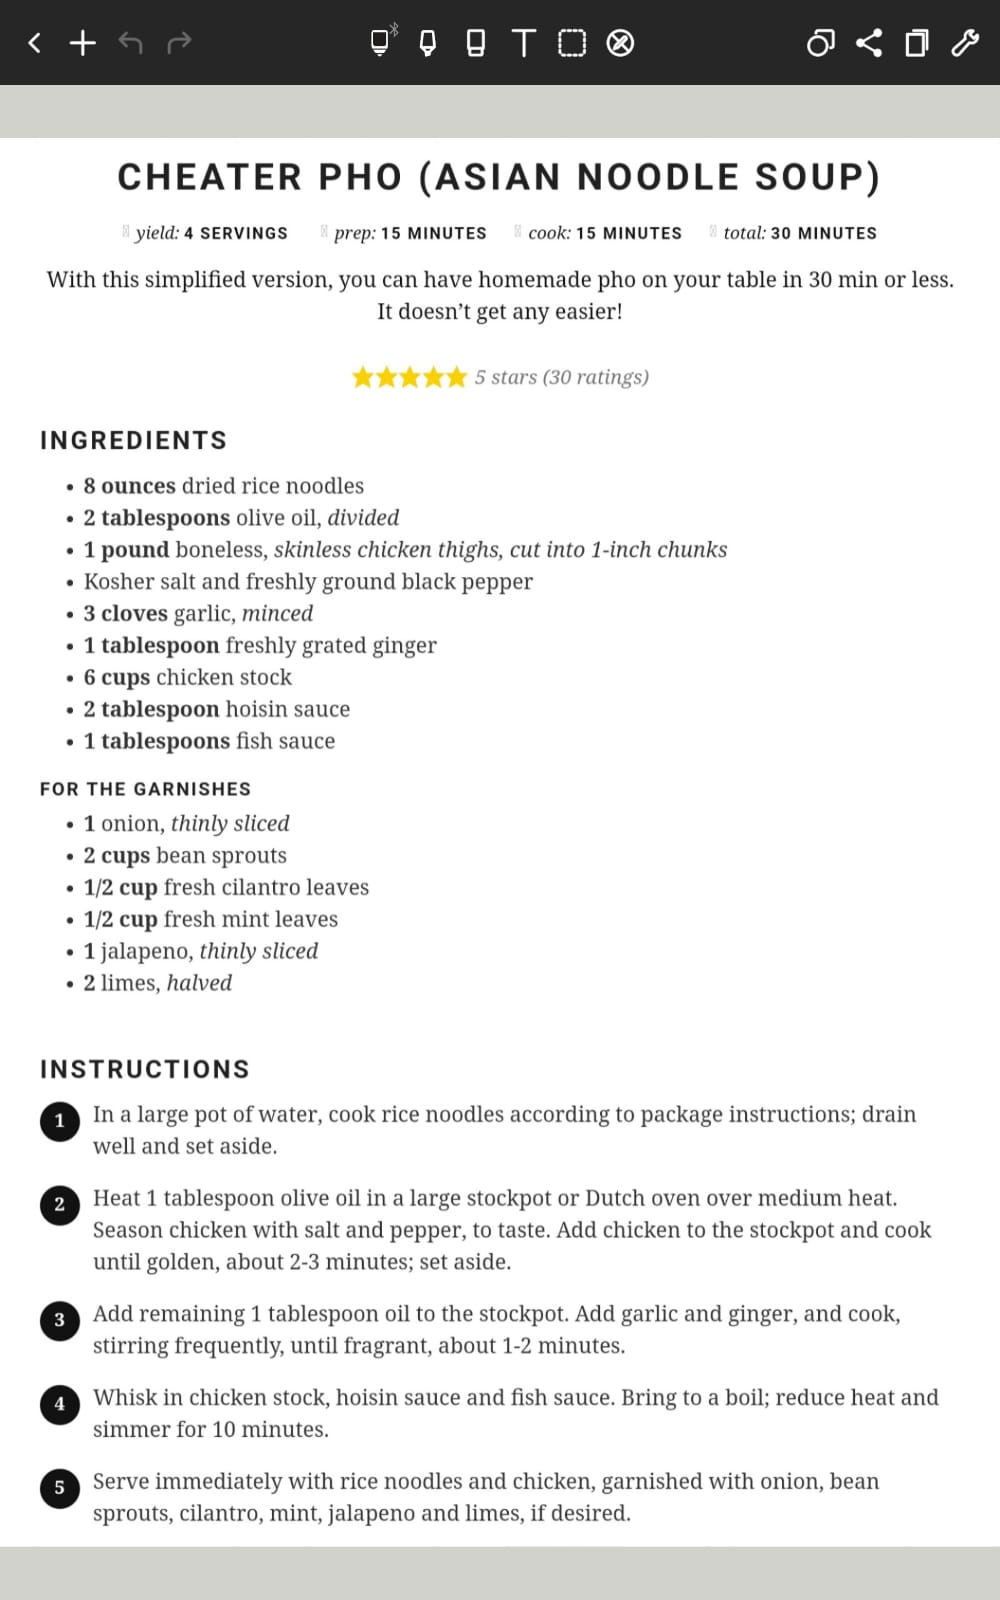 CHEATER PHO (ASIAN NOODLE SOUP)
yield: 4 SERVINGS prep: 15 MINUTES cook: 15 MINUTES total: 30 MINUTES
With this simplified version, you can have homemade pho on your table in 30 min or less.
It doesn’t get any easier!
5 stars (30 ratings)
INGREDIENTS
• 8 ounces dried rice noodles
• 2 tablespoons olive oil, divided
• 1 pound boneless, skinless chicken thighs, cut into 1-inch chunks
• Kosher salt and freshly ground black pepper
• 3 cloves garlic, minced
• 1 tablespoon freshly grated ginger
• 6 cups chicken stock
• 2 tablespoon hoisin sauce
• 1 tablespoons fish sauce
FOR THE GARNISHES
• 1 onion, thinly sliced
• 2 cups bean sprouts
• 1/2 cup fresh cilantro leaves
• 1/2 cup fresh mint leaves
• 1 jalapeno, thinly sliced
• 2 limes, halved
INSTRUCTIONS
1 In a large pot of water, cook rice noodles according to package instructions; drain
well and set aside.
2 Heat 1 tablespoon olive oil in a large stockpot or Dutch oven over medium heat.
Season chicken with salt and pepper, to taste. Add chicken to the stockpot and cook
until golden, about 2-3 minutes; set aside.
3 Add remaining 1 tablespoon oil to the stockpot. Add garlic and ginger, and cook,
stirring frequently, until fragrant, about 1-2 minutes.
4 Whisk in chicken stock, hoisin sauce and fish sauce. Bring to a boil; reduce heat and
simmer for 10 minutes.
5 Serve immediately with rice noodles and chicken, garnished with onion, bean
sprouts, cilantro, mint, jalapeno and limes, if desired.